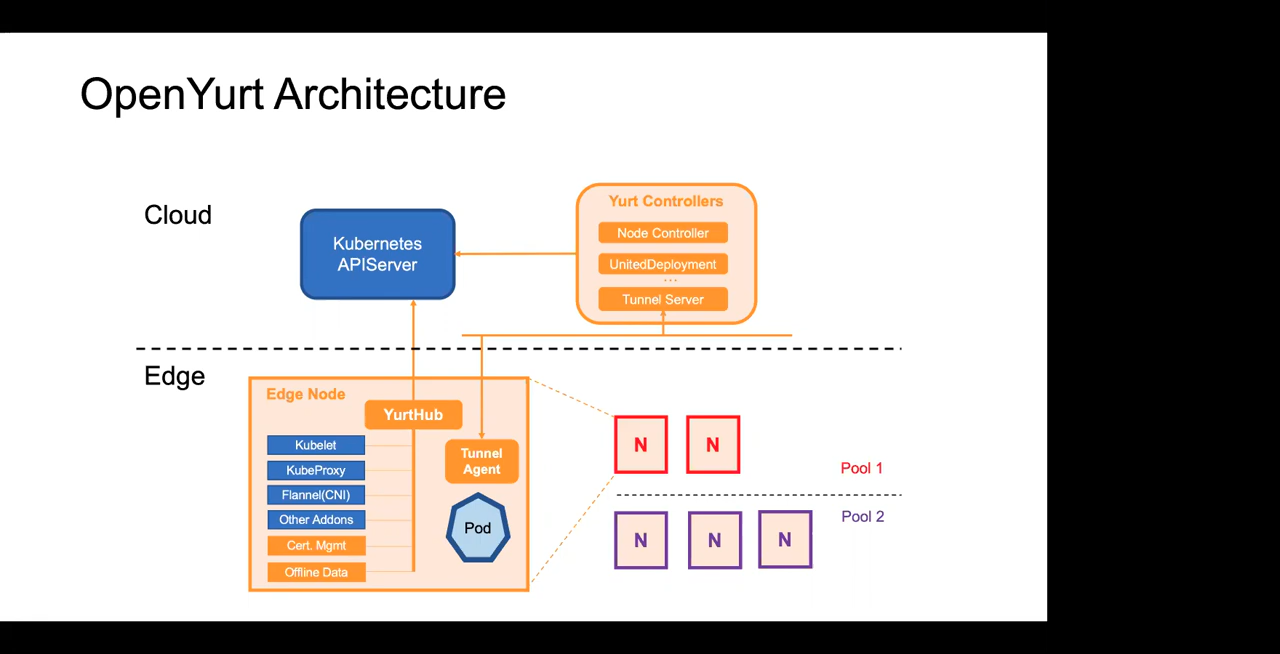 OpenYurt Architecture
Cloud
Kubernetes
APIServer
Yurt Controllers
Node Controller
UnitedDeployment
...
Tunnel Server
Edge
Edge Node
YurtHub
Kubelet
KubeProxy
Flannel(CNI)
Other Addons
Cert. Mgmt
Offline Data
Tunnel
Agent
Pod
N
N
Pool 1
Pool 2
N
N
N